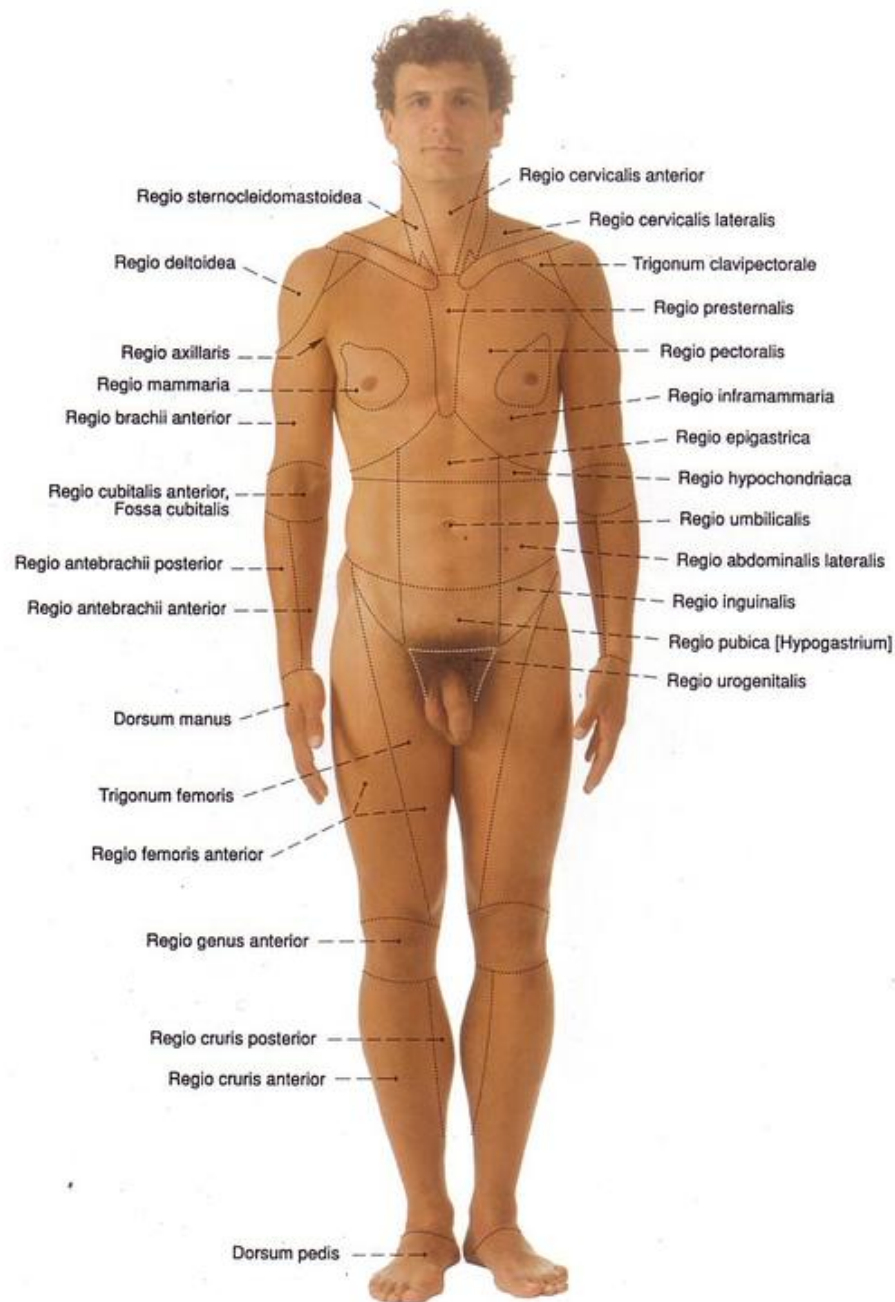 Regio sternocleidomastoidea
Regio deltoidea
Regio axillaris
Regio mammaria
Regio brachii anterior
Regio cubitalis anterior,
Fossa cubitalis
Regio antebrachii posterior
Regio antebrachii anterior
Dorsum manus
Trigonum femoris
Regio femoris anterior
Regio genus anterior
Regio cruris posterior
Regio cruris anterior
Dorsum pedis
Regio cervicalis anterior
Regio cervicalis lateralis
Trigonum clavipectorale
Regio presternalis
Regio pectoralis
Regio inframammaria
Regio epigastrica
Regio hypochondriaca
Regio umbilicalis
Regio abdominalis lateralis
Regio inguinalis
Regio pubica [Hypogastrium]
Regio urogenitalis